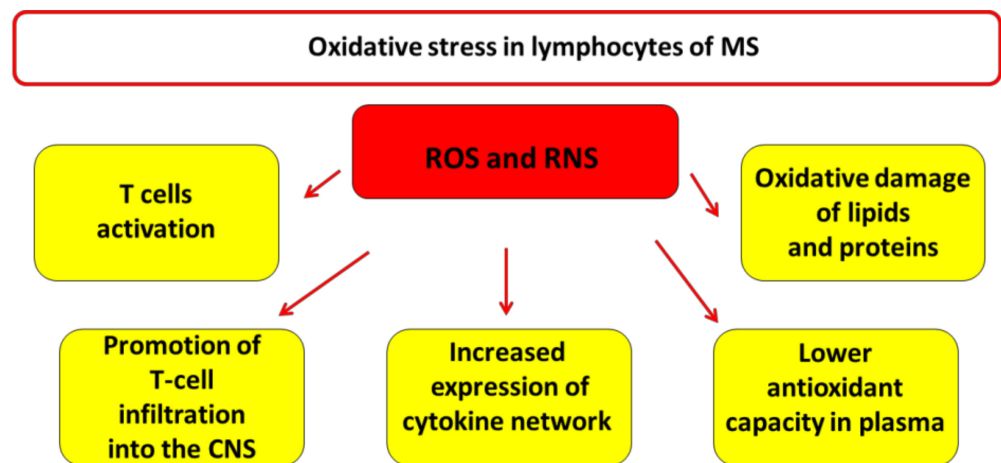 Oxidative stress in lymphocytes of MS
ROS and RNS
T cells
activation
Oxidative damage
of lipids
and proteins
Promotion of
T-cell
infiltration
into the CNS
Increased
expression of
cytokine network
Lower
antioxidant
capacity in plasma